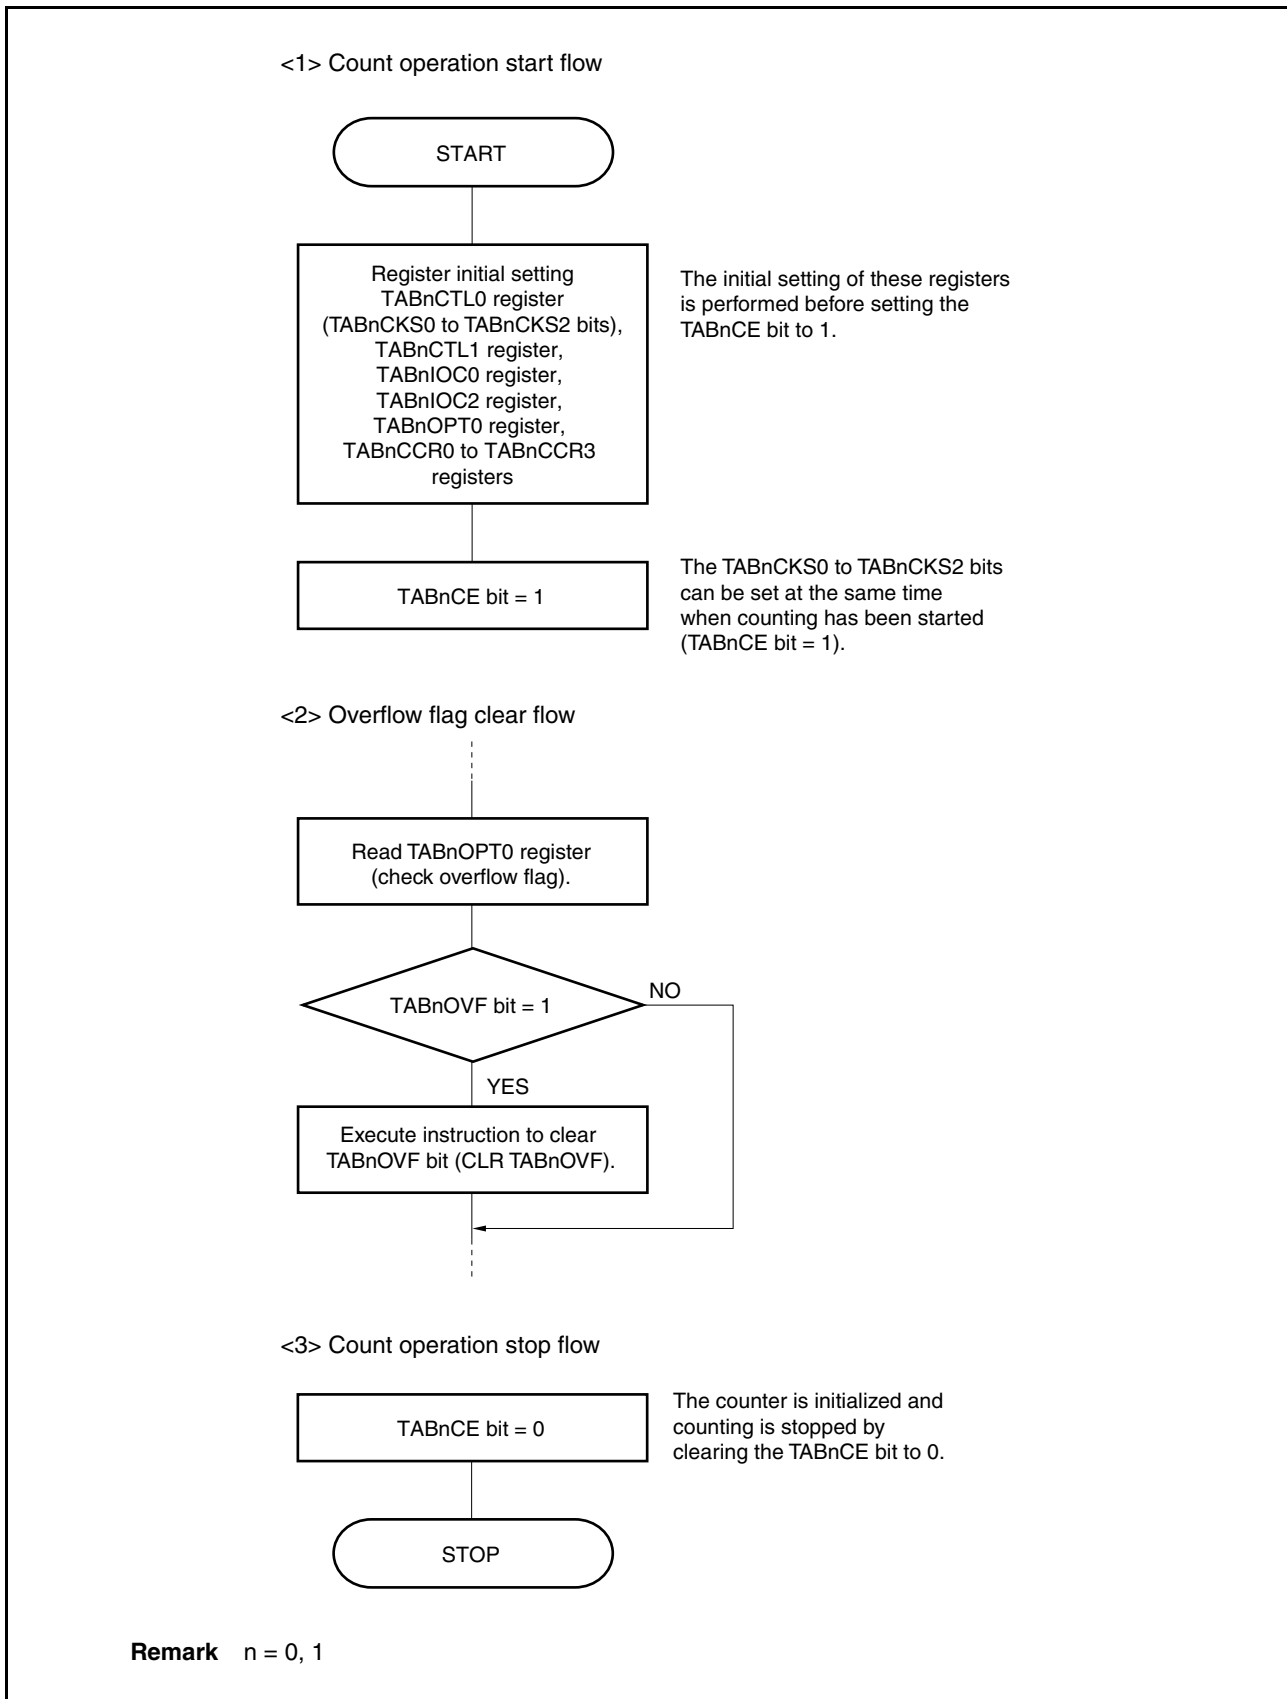 <1> Count operation start flow
START
Register initial setting
TABnCTL0 register
(TABnCKS0 to TABnCKS2 bits),
TABnCTL1 register,
TABnIOC0 register,
TABnIOC2 register,
TABnOPT0 register,
TABnCCR0 to TABnCCR3
registers
The initial setting of these registers
is performed before setting the
TABnCE bit to 1.
TABnCE bit = 1
The TABnCKS0 to TABnCKS2 bits
can be set at the same time
when counting has been started
(TABnCE bit = 1).
<2> Overflow flag clear flow
Read TABnOPT0 register
(check overflow flag).
TABnOVF bit = 1
NO
YES
Execute instruction to clear
TABnOVF bit (CLR TABnOVF).
<3> Count operation stop flow
TABnCE bit = 0
The counter is initialized and
counting is stopped by
clearing the TABnCE bit to 0.
STOP
Remark n = 0, 1